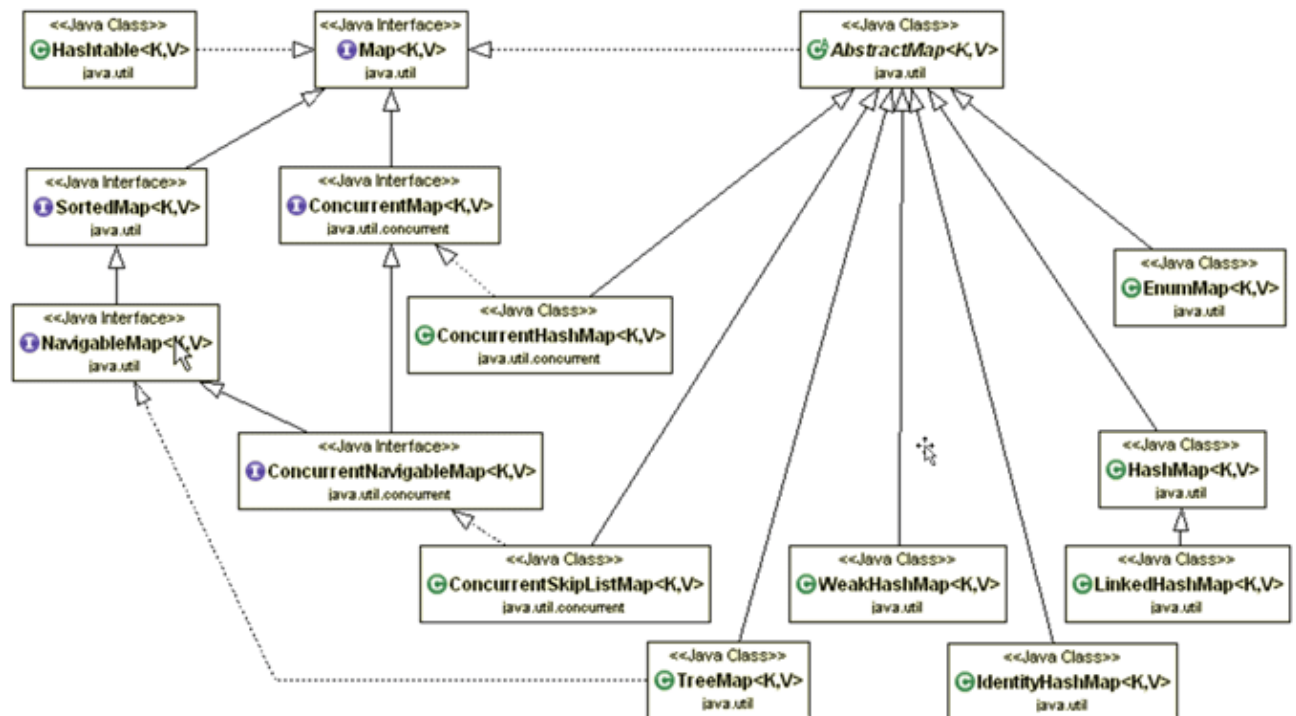 <<Java Class>>
Hashtable<K,V>
java.util
<<Java Interface>>
Map<K,V>
java.util
<<Java Class>>
AbstractMap<K,V>
java.util
<<Java Interface>>
SortedMap<K,V>
java.util
<<Java Interface>>
ConcurrentMap<K,V>
java.util.concurrent
<<Java Class>>
EnumMap<K,V>
java.util
<<Java Interface>>
NavigableMap<K,V>
java.util
<<Java Class>>
ConcurrentHashMap<K,V>
java.util.concurrent
<<Java Interface>>
ConcurrentNavigableMap<K,V>
java.util.concurrent
<<Java Class>>
HashMap<K,V>
java.util
<<Java Class>>
ConcurrentSkipListMap<K,V>
java.util.concurrent
<<Java Class>>
WeakHashMap<K,V>
java.util
<<Java Class>>
LinkedHashMap<K,V>
java.util
<<Java Class>>
TreeMap<K,V>
java.util
<<Java Class>>
IdentityHashMap<K,V>
java.util